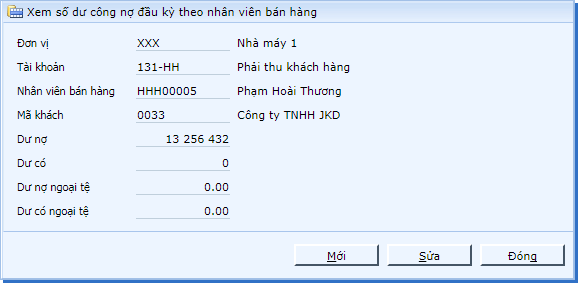 Xem số dư công nợ đầu kỳ theo nhân viên bán hàng
Đơn vị XXX Nhà máy 1
Tài khoản 131-HH Phải thu khách hàng
Nhân viên bán hàng HHH00005 Phạm Hoài Thương
Mã khách 0033 Công ty TNHH JKD
Dư nợ 13 256 432
Dư có 0
Dư nợ ngoại tệ 0.00
Dư có ngoại tệ 0.00
Mới Sửa Đóng